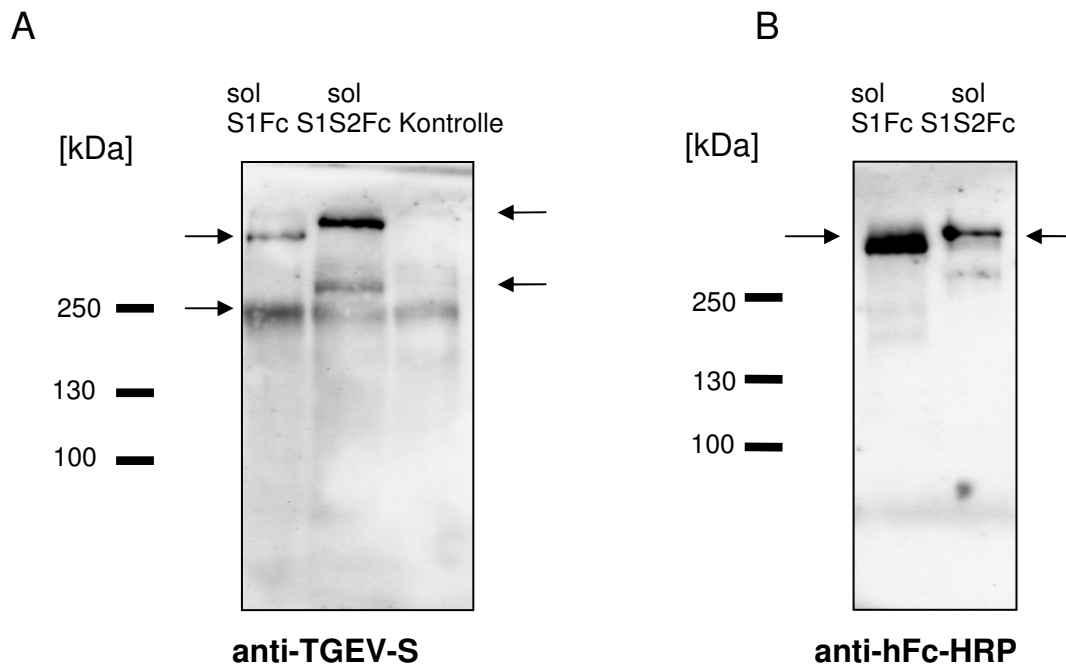 A
sol sol
S1Fc S1S2Fc Kontrolle
[kDa]
250
130
100
anti-TGEV-S
B
sol sol
S1Fc S1S2Fc
[kDa]
250
130
100
anti-hFc-HRP